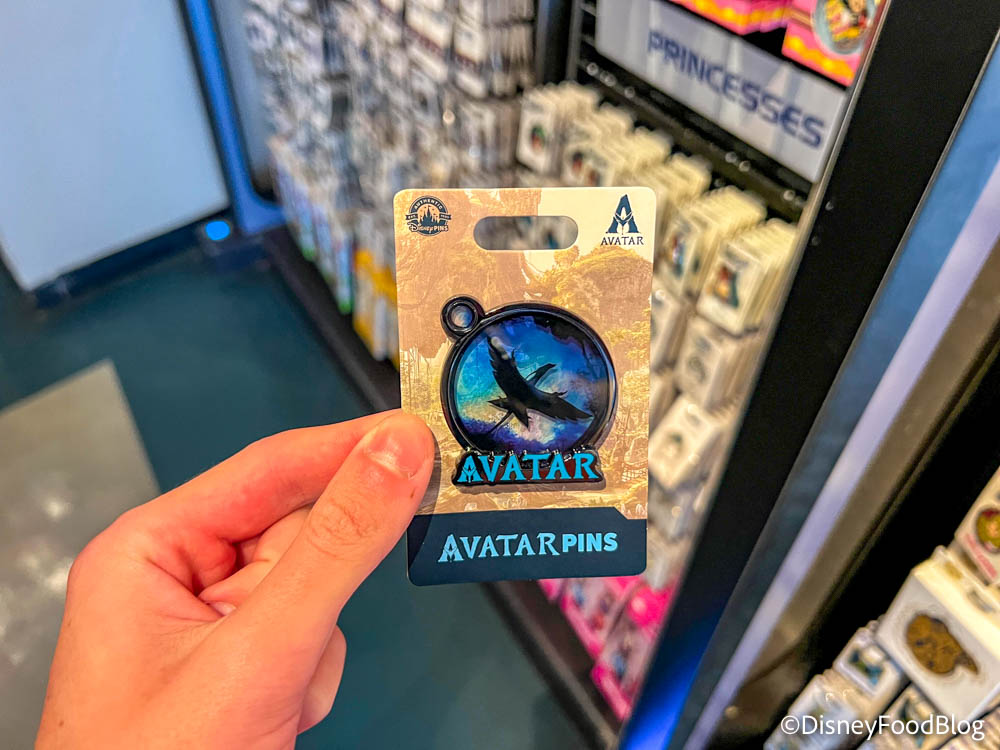 PRINCESSES
AUTHENTIC
DISNEY PINS
AVATAR
AVATAR
AVATAR PINS
©DisneyFoodBlog